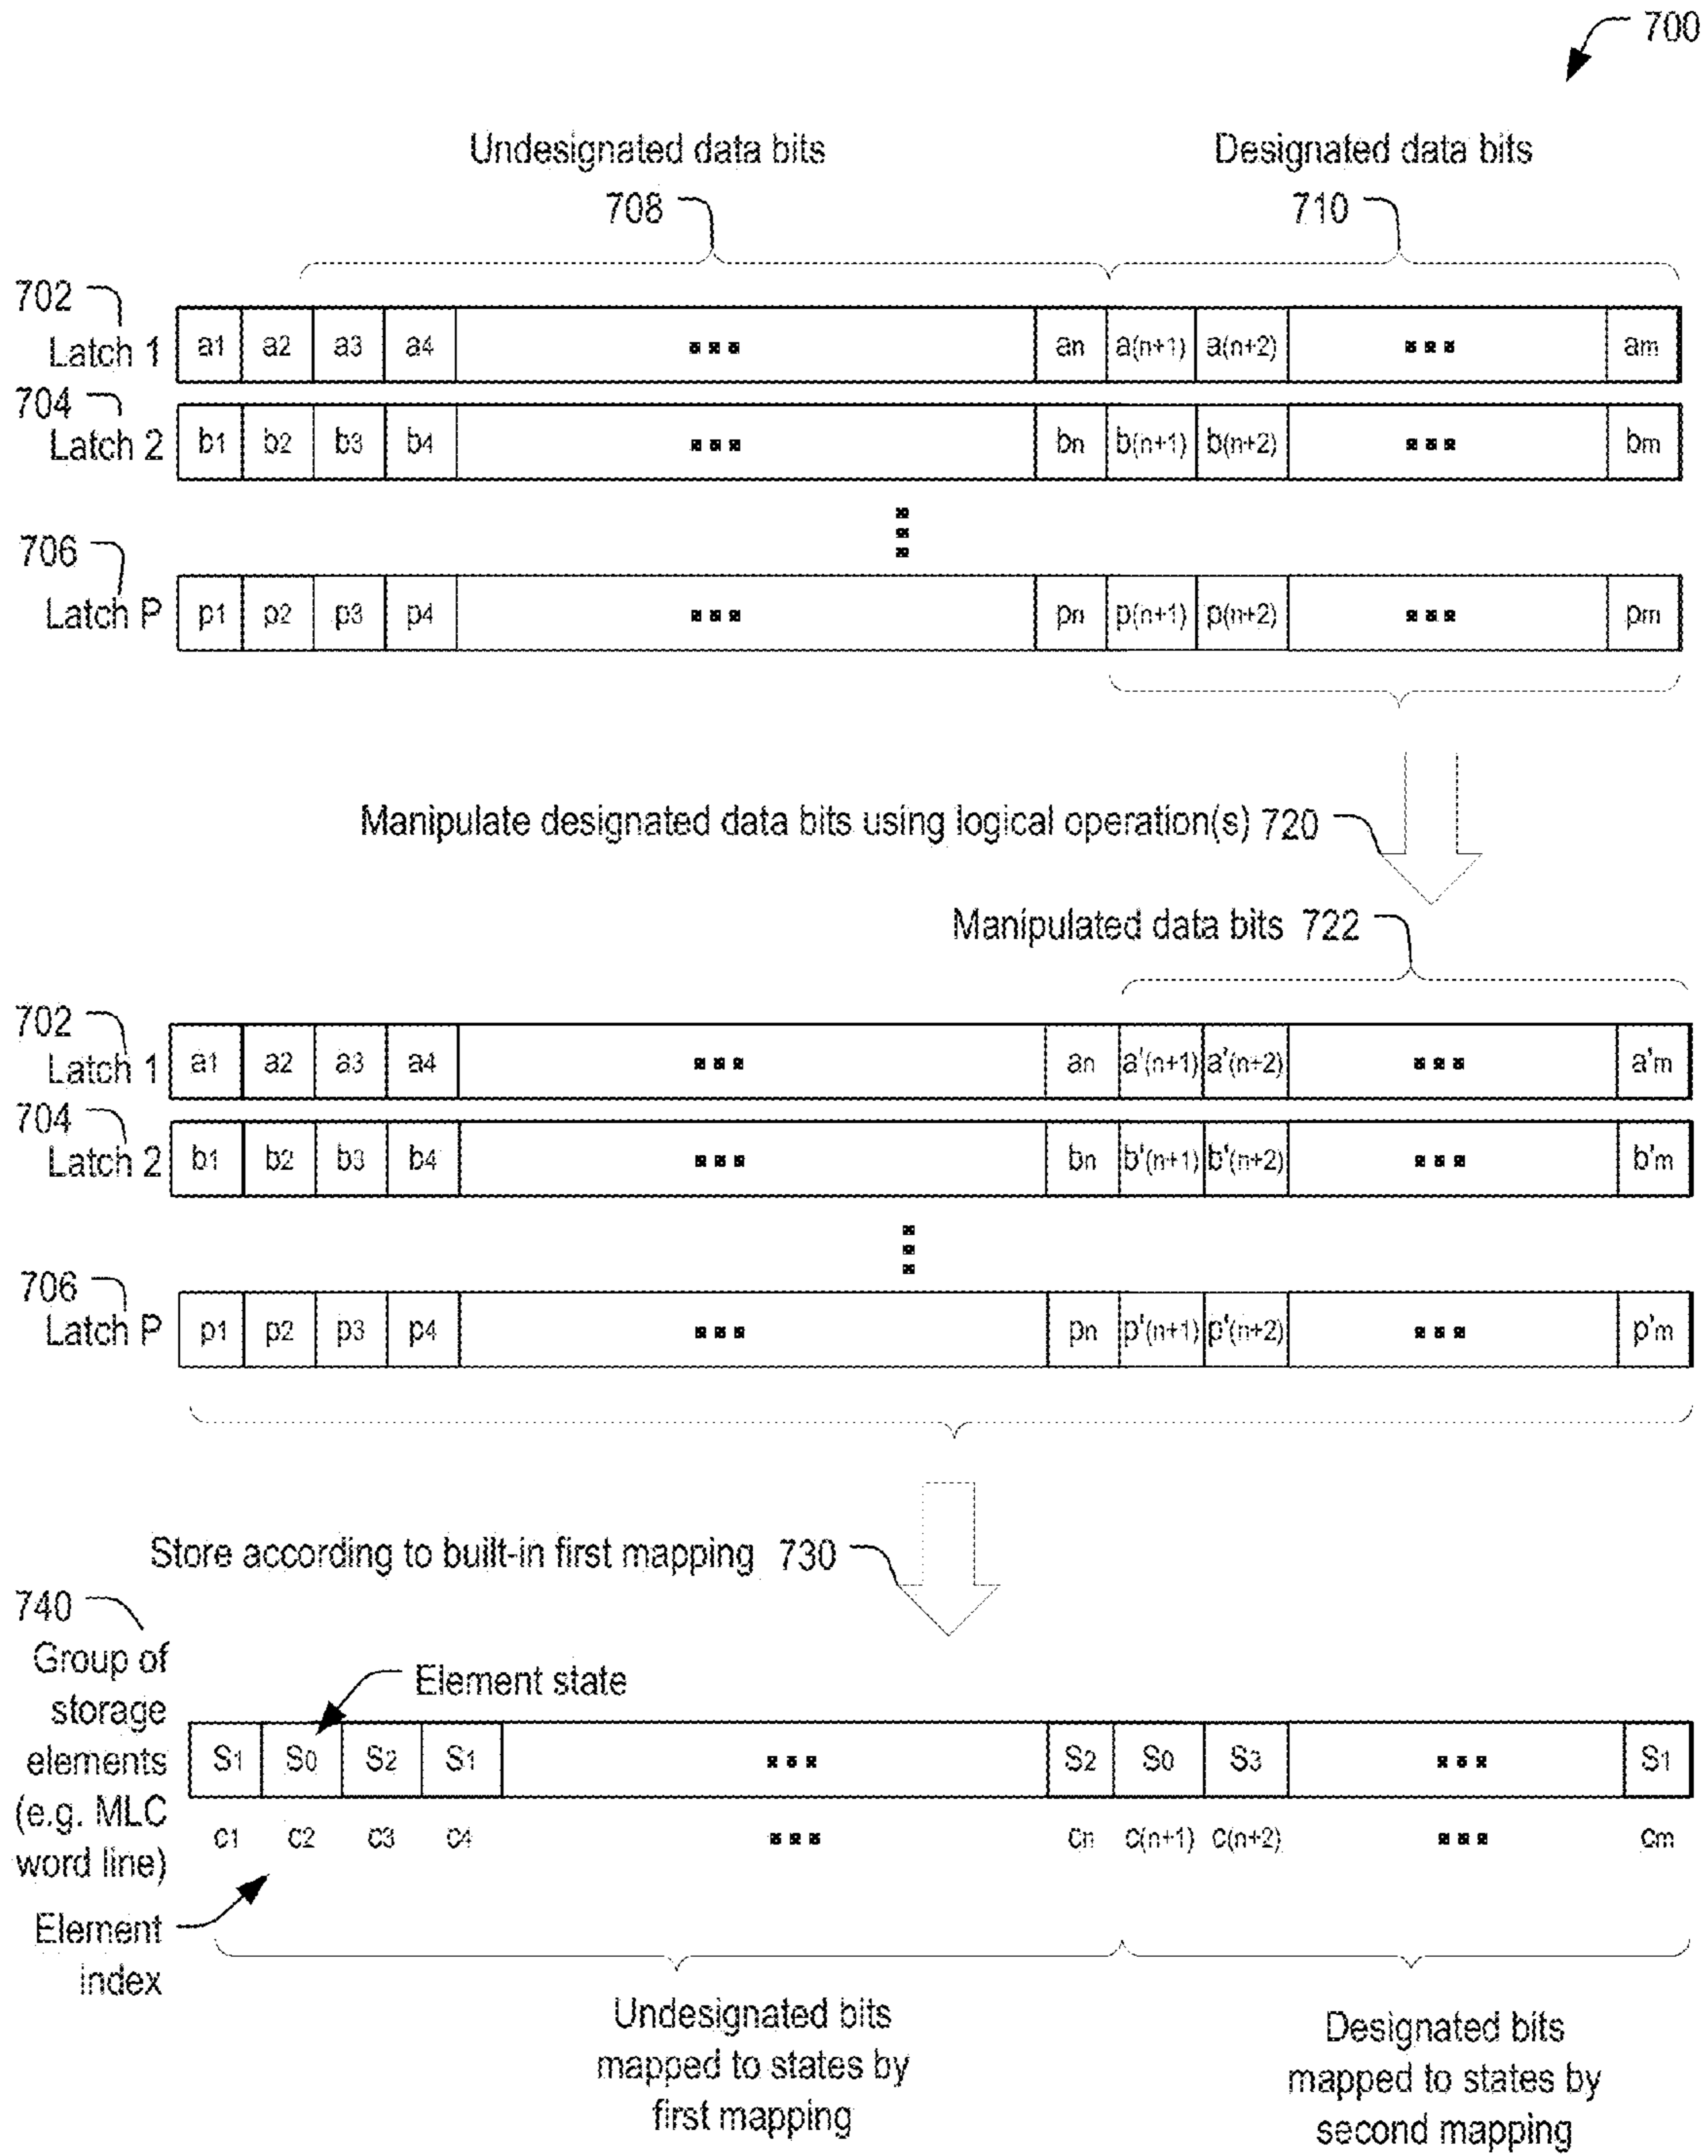 700
Undesignated data bits
708
Designated data bits
710
702
Latch 1 a1 a2 a3 a4 ... an a(n+1) a(n+2) ... am
704
Latch 2 b1 b2 b3 b4 ... bn b(n+1) b(n+2) ... bm
706
Latch P p1 p2 p3 p4 ... pn p(n+1) p(n+2) ... pm
Manipulate designated data bits using logical operation(s) 720
Manipulated data bits 722
702
Latch 1 a1 a2 a3 a4 ... an a'(n+1) a'(n+2) ... a'm
704
Latch 2 b1 b2 b3 b4 ... bn b'(n+1) b'(n+2) ... b'm
706
Latch P p1 p2 p3 p4 ... pn p'(n+1) p'(n+2) ... p'm
Store according to built-in first mapping 730
740
Group of
storage
elements
(e.g. MLC
word line)
Element state
S1 S0 S2 S1 ... S2 S0 S3 ... S1
c1 c2 c3 c4 ... cn c(n+1) c(n+2) ... cm
Element
index
Undesignated bits
mapped to states by
first mapping
Designated bits
mapped to states by
second mapping